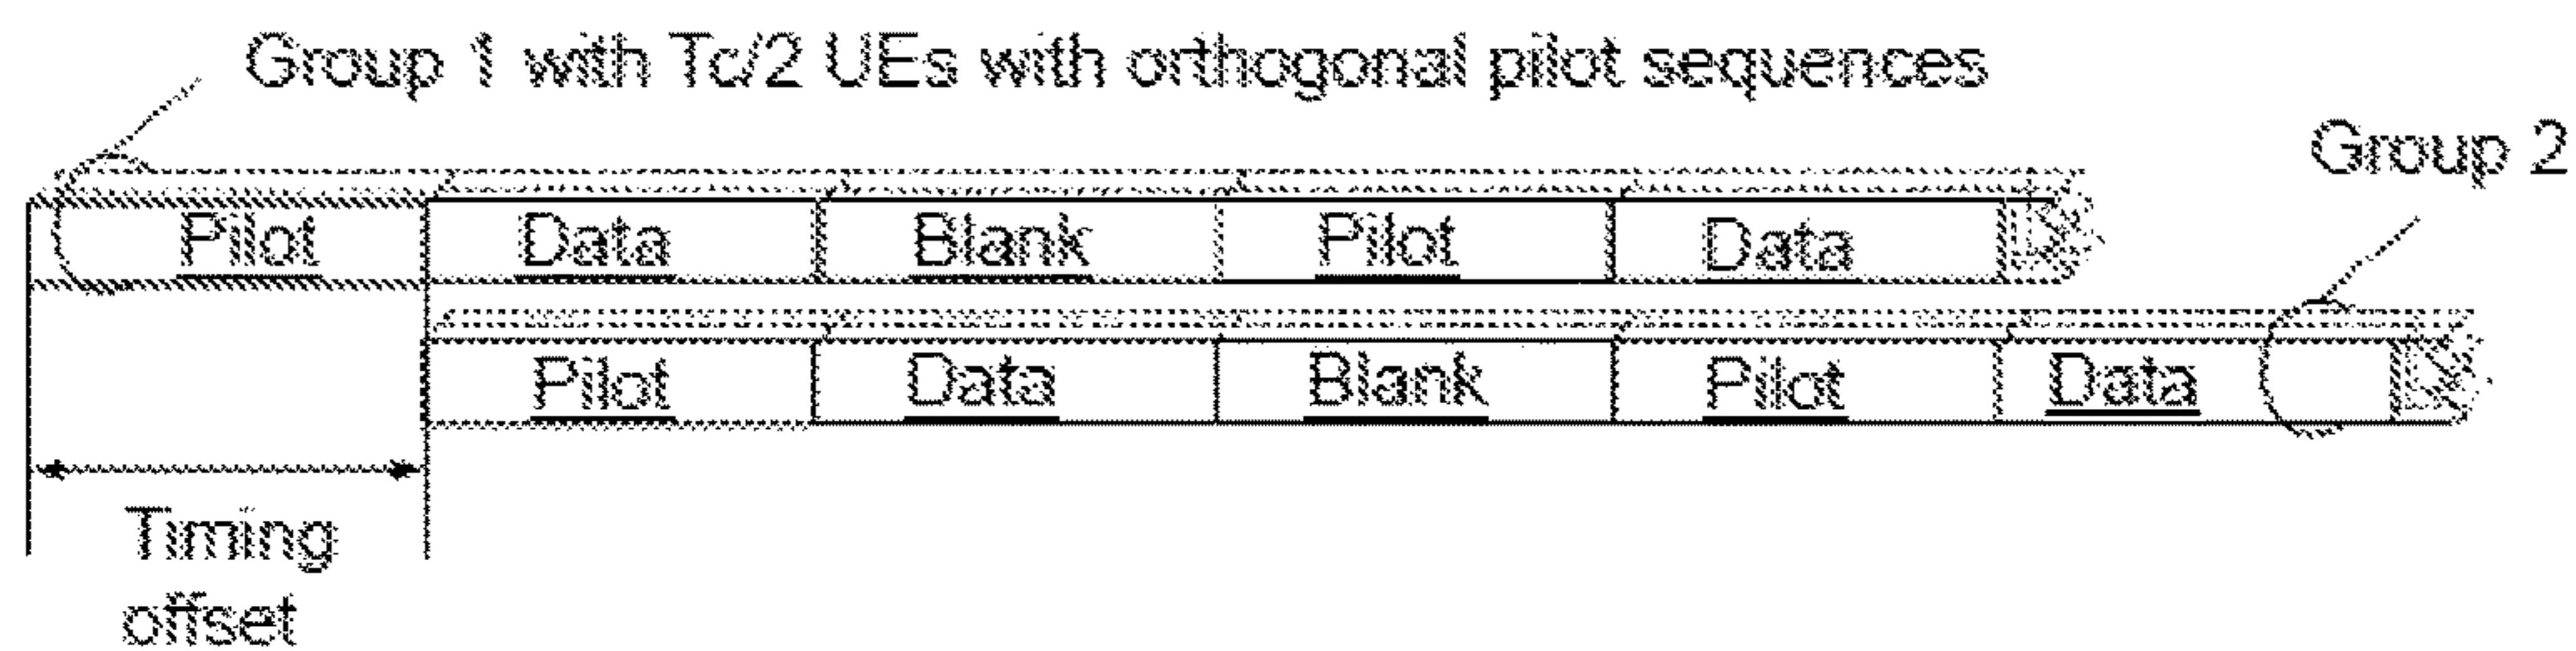 Group 1 with Tc/2 UEs with orthogonal pilot sequences
Group 2
Pilot Data Blank Pilot Data
Pilot Data Blank Pilot Data
Timing
offset